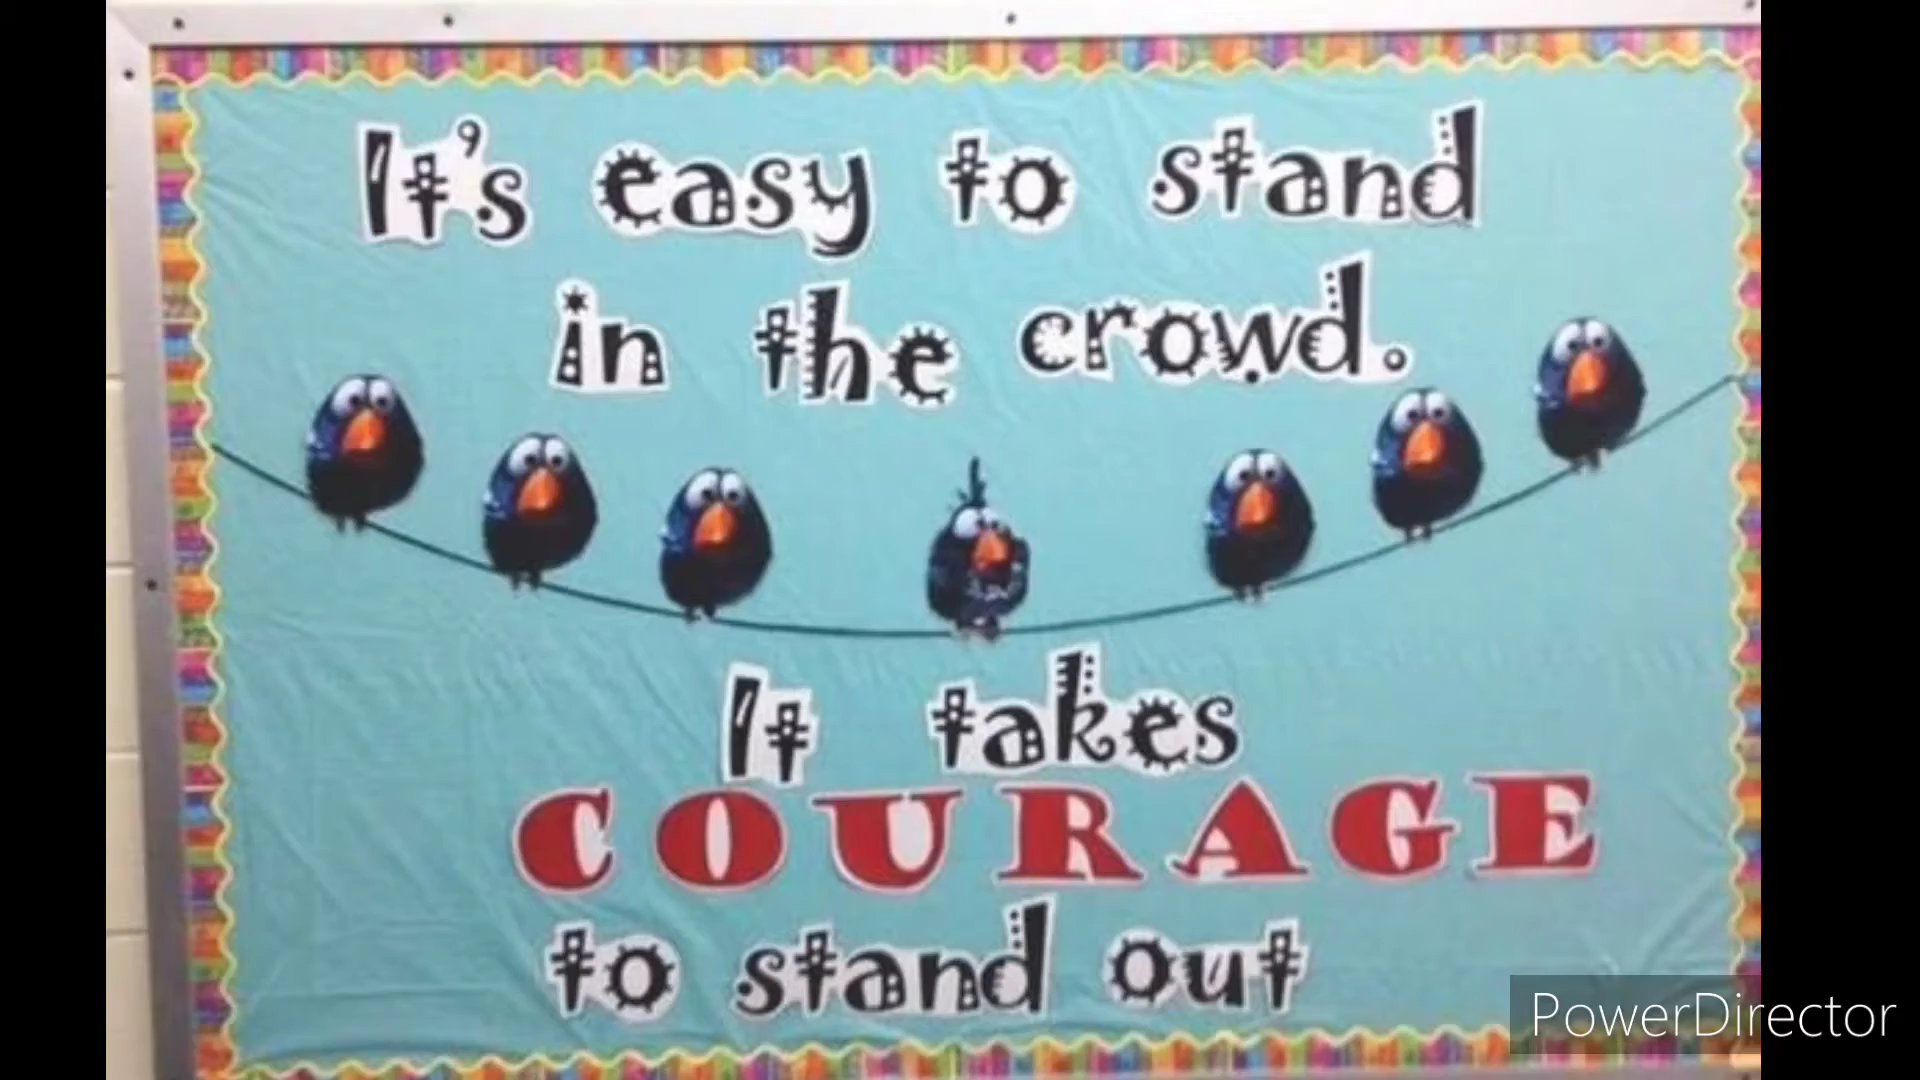 It's easy to stand
in the crowd.
It takes
COURAGE
to stand out
PowerDirector